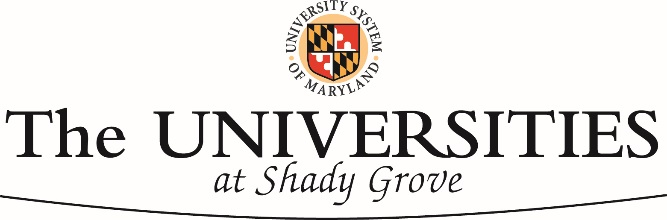 UNIVERSITY SYSTEM
OF MARYLAND
The UNIVERSITIES
at Shady Grove